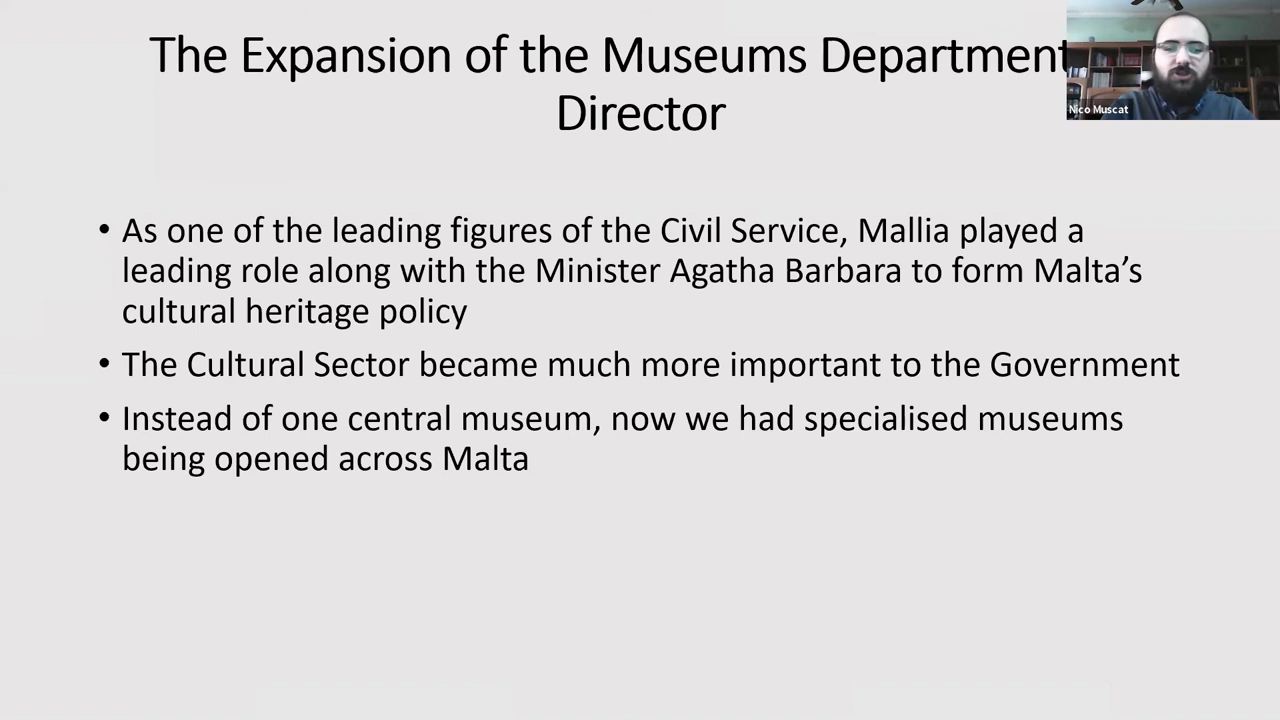 The Expansion of the Museums Department
Director
Nico Muscat
• As one of the leading figures of the Civil Service, Mallia played a
leading role along with the Minister Agatha Barbara to form Malta’s
cultural heritage policy
• The Cultural Sector became much more important to the Government
• Instead of one central museum, now we had specialised museums
being opened across Malta